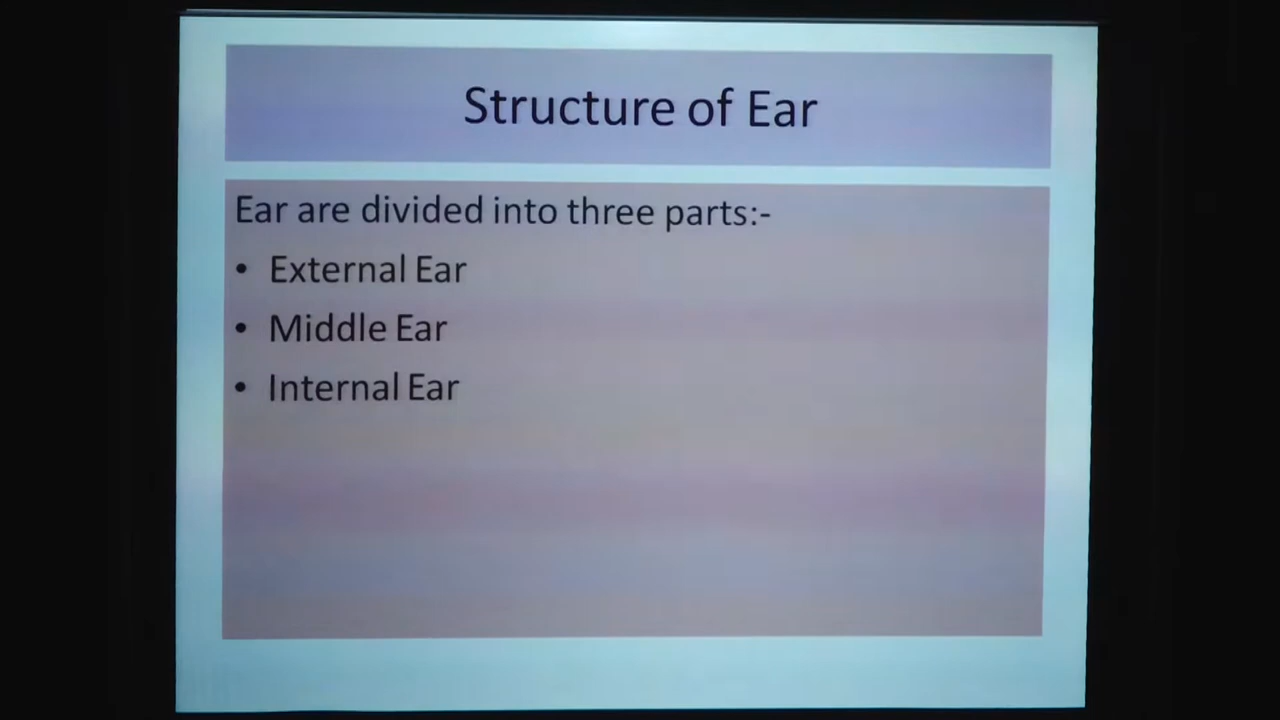 Structure of Ear
Ear are divided into three parts:-
• External Ear
• Middle Ear
• Internal Ear